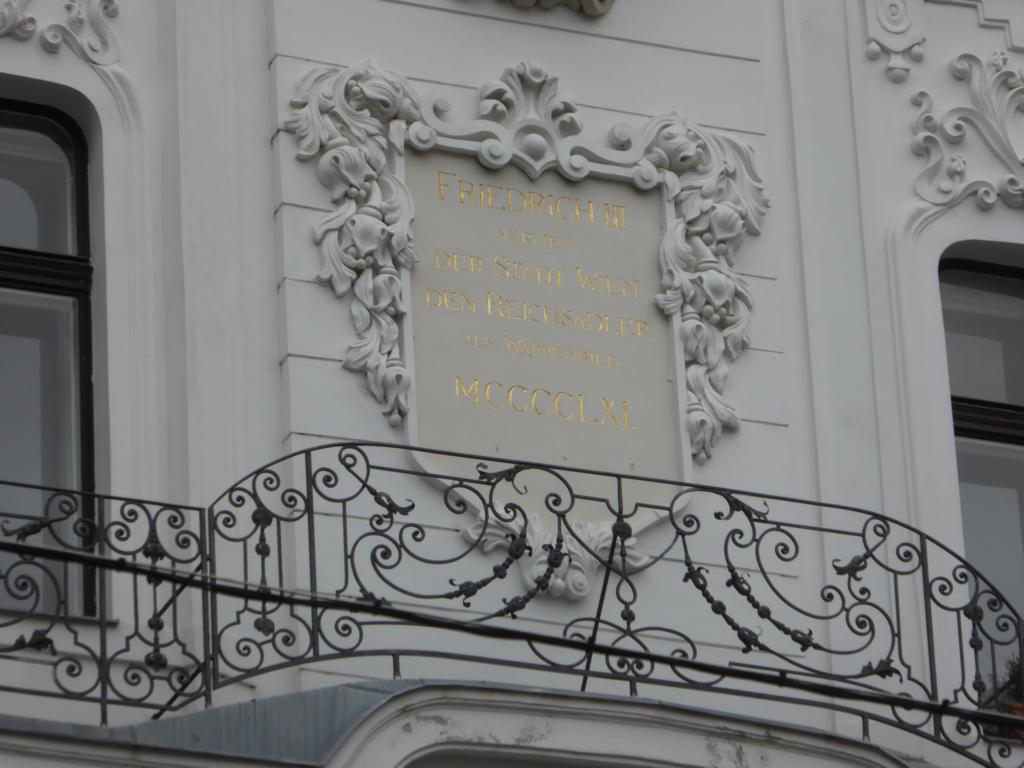 FRIEDRICH III.
VERLIEH
DER STADT WIEN
DEN REICHSADLER
ALS WAPPENBILD
MCCCCLXI.